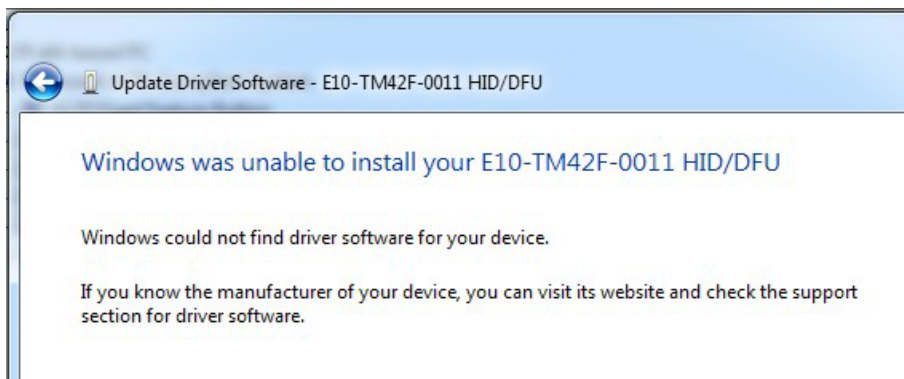 Update Driver Software - E10-TM42F-0011 HID/DFU
Windows was unable to install your E10-TM42F-0011 HID/DFU
Windows could not find driver software for your device.
If you know the manufacturer of your device, you can visit its website and check the support
section for driver software.